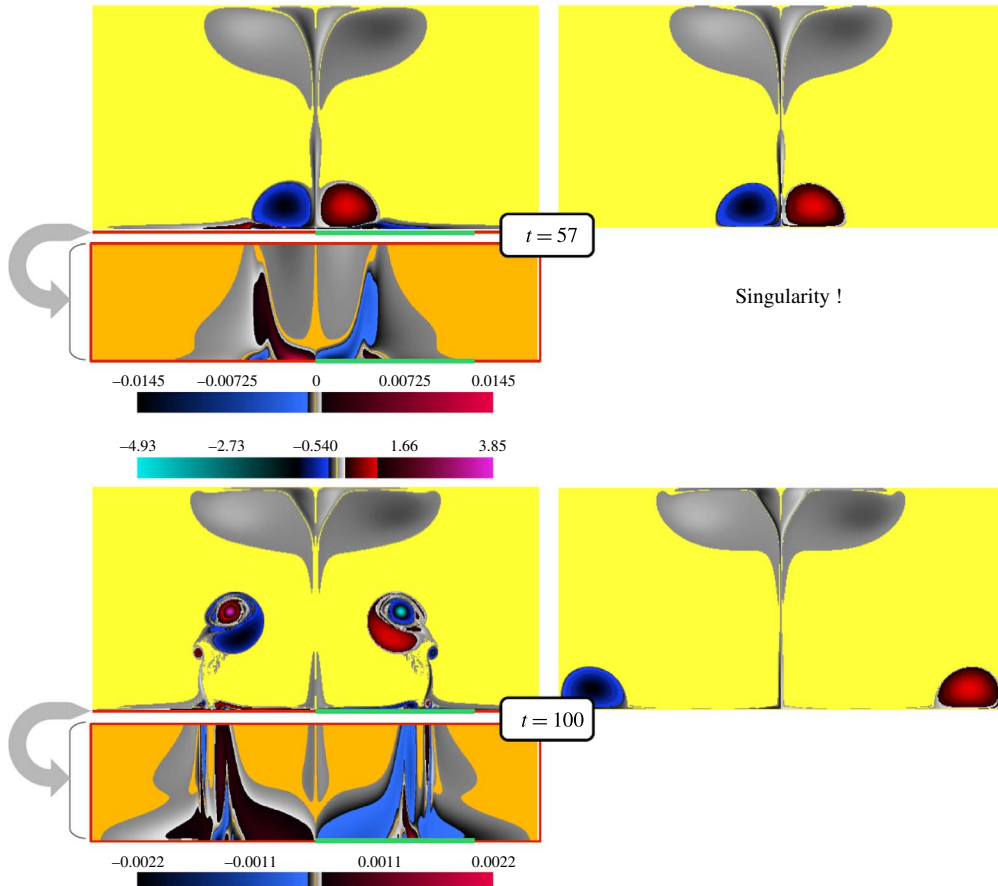 t = 57
Singularity !
−0.0145 −0.00725 0 0.00725 0.0145
−4.93 −2.73 −0.540 1.66 3.85
t = 100
−0.0022 −0.0011 0.0011 0.0022